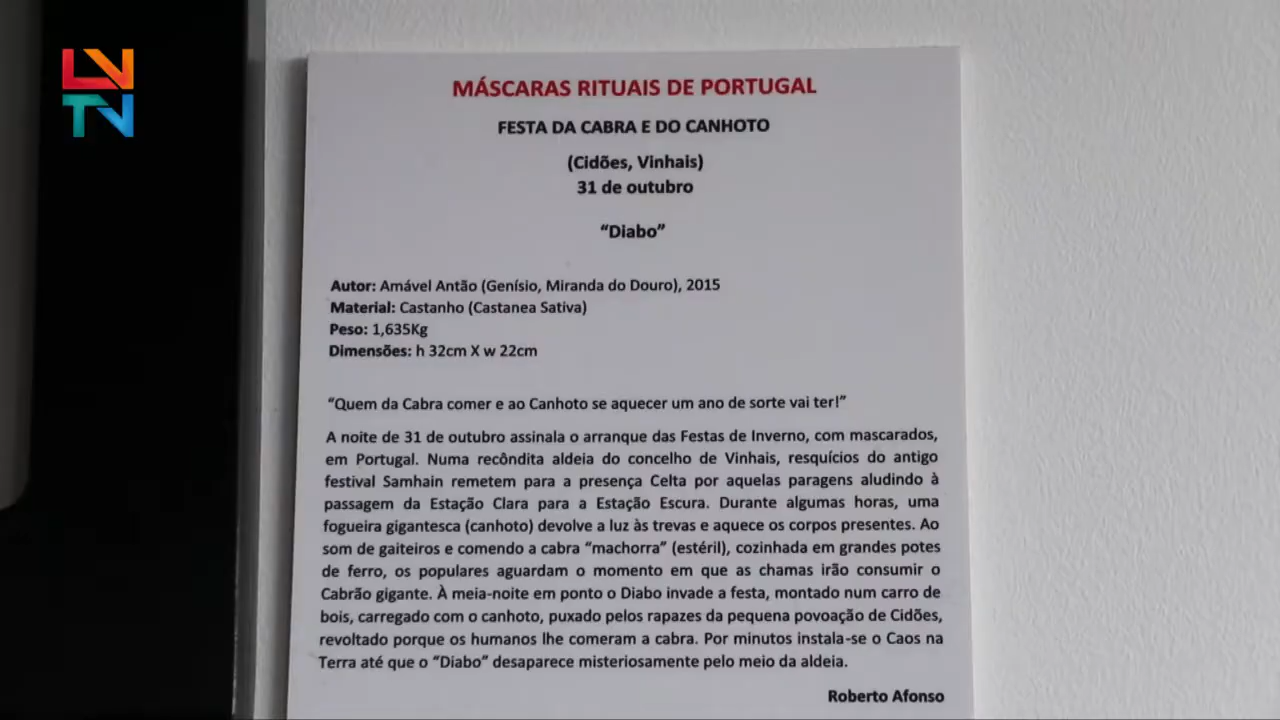 LVTV
MÁSCARAS RITUAIS DE PORTUGAL
FESTA DA CABRA E DO CANHOTO
(Cidões, Vinhais)
31 de outubro
“Diabo”
Autor: Amável Antão (Genísio, Miranda do Douro), 2015
Material: Castanho (Castanea Sativa)
Peso: 1,635Kg
Dimensões: h 32cm X w 22cm
“Quem da Cabra comer e ao Canhoto se aquecer um ano de sorte vai ter!”
A noite de 31 de outubro assinala o arranque das Festas de Inverno, com mascarados,
em Portugal. Numa recôndita aldeia do concelho de Vinhais, resquícios do antigo
festival Samhain remetem para a presença Celta por aquelas paragens aludindo à
passagem da Estação Clara para a Estação Escura. Durante algumas horas, uma
fogueira gigantesca (canhoto) devolve a luz às trevas e aquece os corpos presentes. Ao
som de gaiteiros e comendo a cabra “machorra” (estéril), cozinhada em grandes potes
de ferro, os populares aguardam o momento em que as chamas irão consumir o
Cabrão gigante. À meia-noite em ponto o Diabo invade a festa, montado num carro de
bois, carregado com o canhoto, puxado pelos rapazes da pequena povoação de Cidões,
revoltado porque os humanos lhe comeram a cabra. Por minutos instala-se o Caos na
Terra até que o “Diabo” desaparece misteriosamente pelo meio da aldeia.
Roberto Afonso